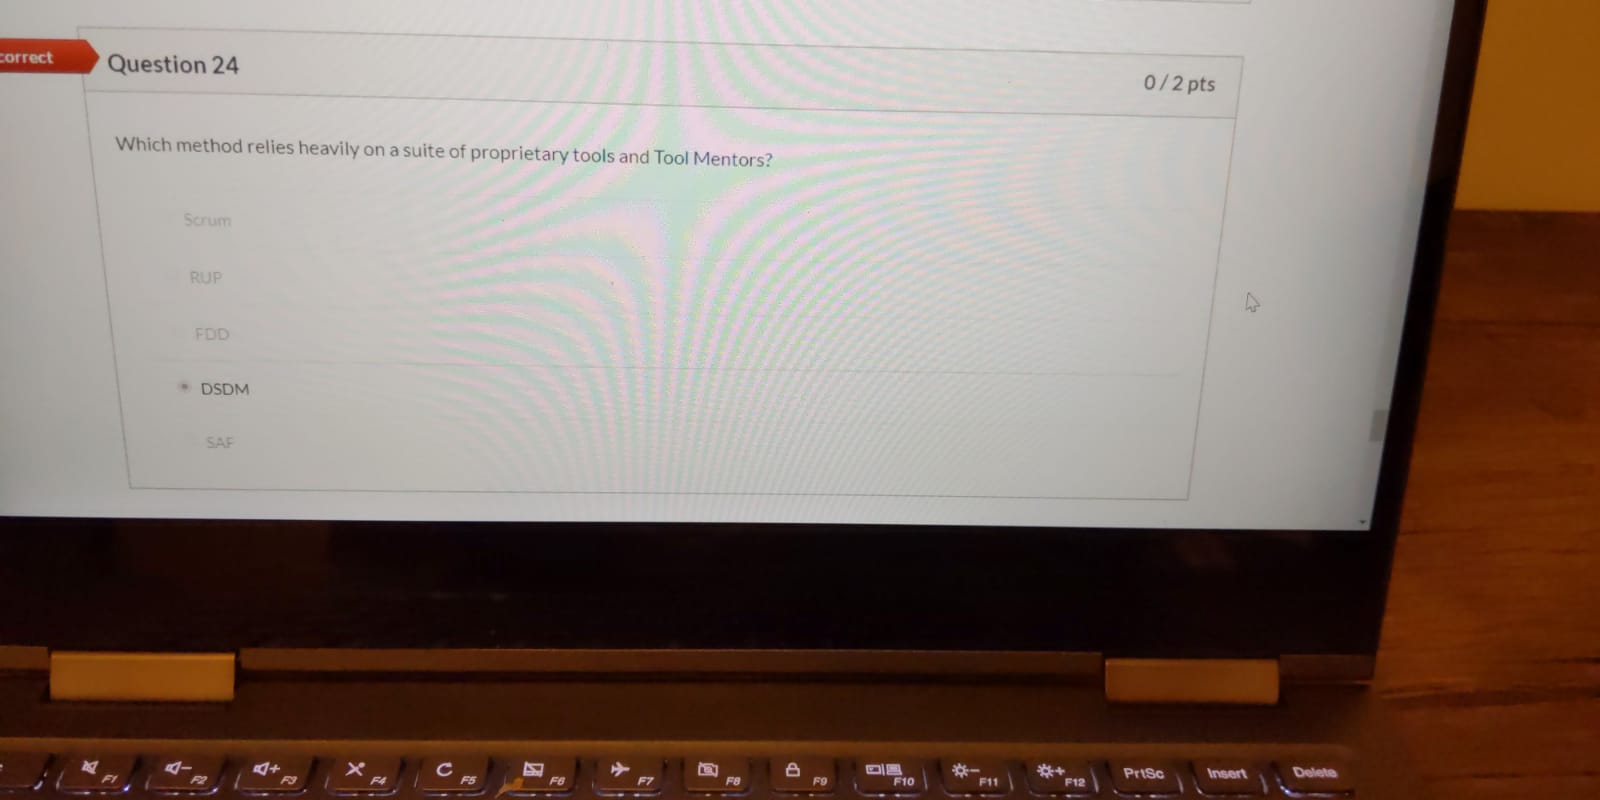 correct
Question 24
0 / 2 pts
Which method relies heavily on a suite of proprietary tools and Tool Mentors?
Scrum
RUP
FDD
DSDM
SAF
F1
F2
F3
F4
F5
F6
F7
F8
F9
F10
F11
F12
PrtSc
Insert
Delete